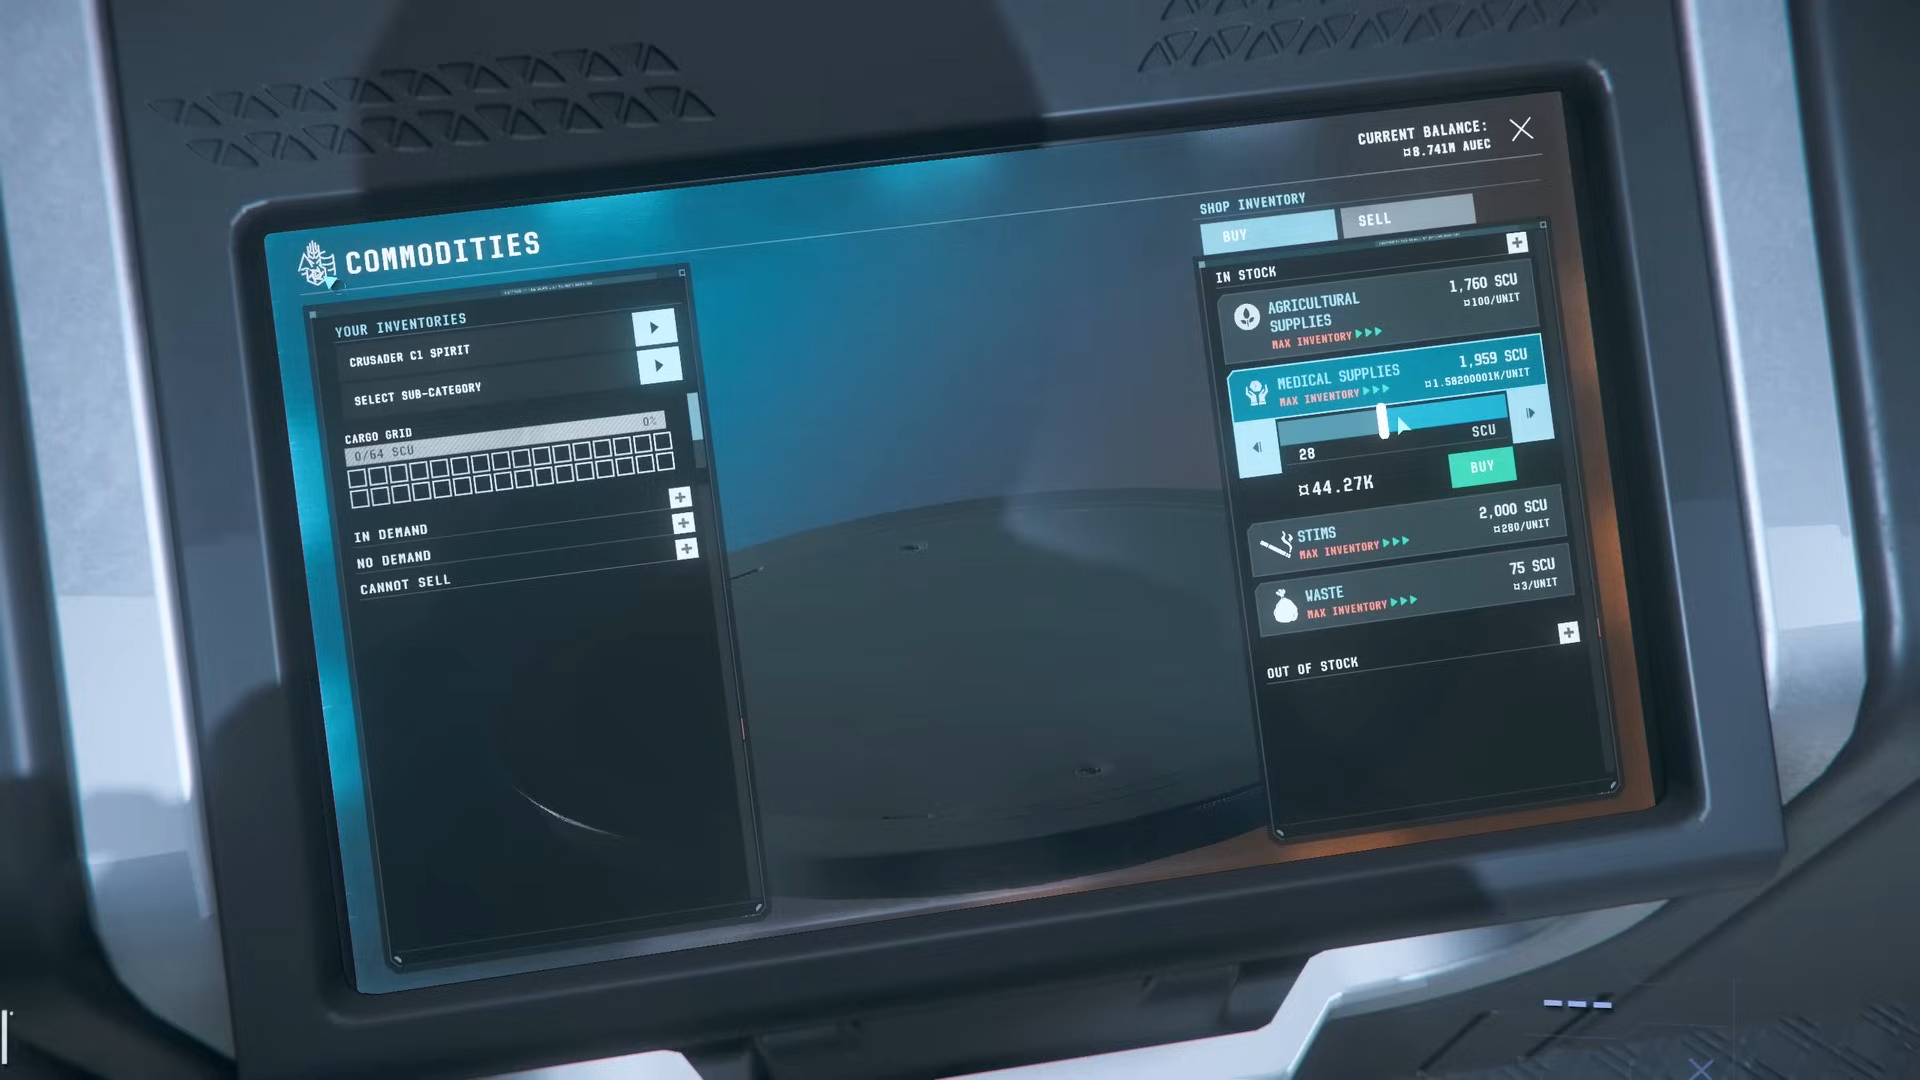 CURRENT BALANCE:
¤8.741M AUEC
COMMODITIES
YOUR INVENTORIES
CRUSADER C1 SPIRIT
SELECT SUB-CATEGORY
CARGO GRID
0%
0/64 SCU
IN DEMAND
NO DEMAND
CANNOT SELL
SHOP INVENTORY
BUY
SELL
IN STOCK
AGRICULTURAL
SUPPLIES
MAX INVENTORY
1,760 SCU
¤100/UNIT
MEDICAL SUPPLIES
MAX INVENTORY
1,959 SCU
¤1.58200001K/UNIT
28
SCU
¤44.27K
BUY
STIMS
MAX INVENTORY
2,000 SCU
¤280/UNIT
WASTE
MAX INVENTORY
75 SCU
¤3/UNIT
OUT OF STOCK